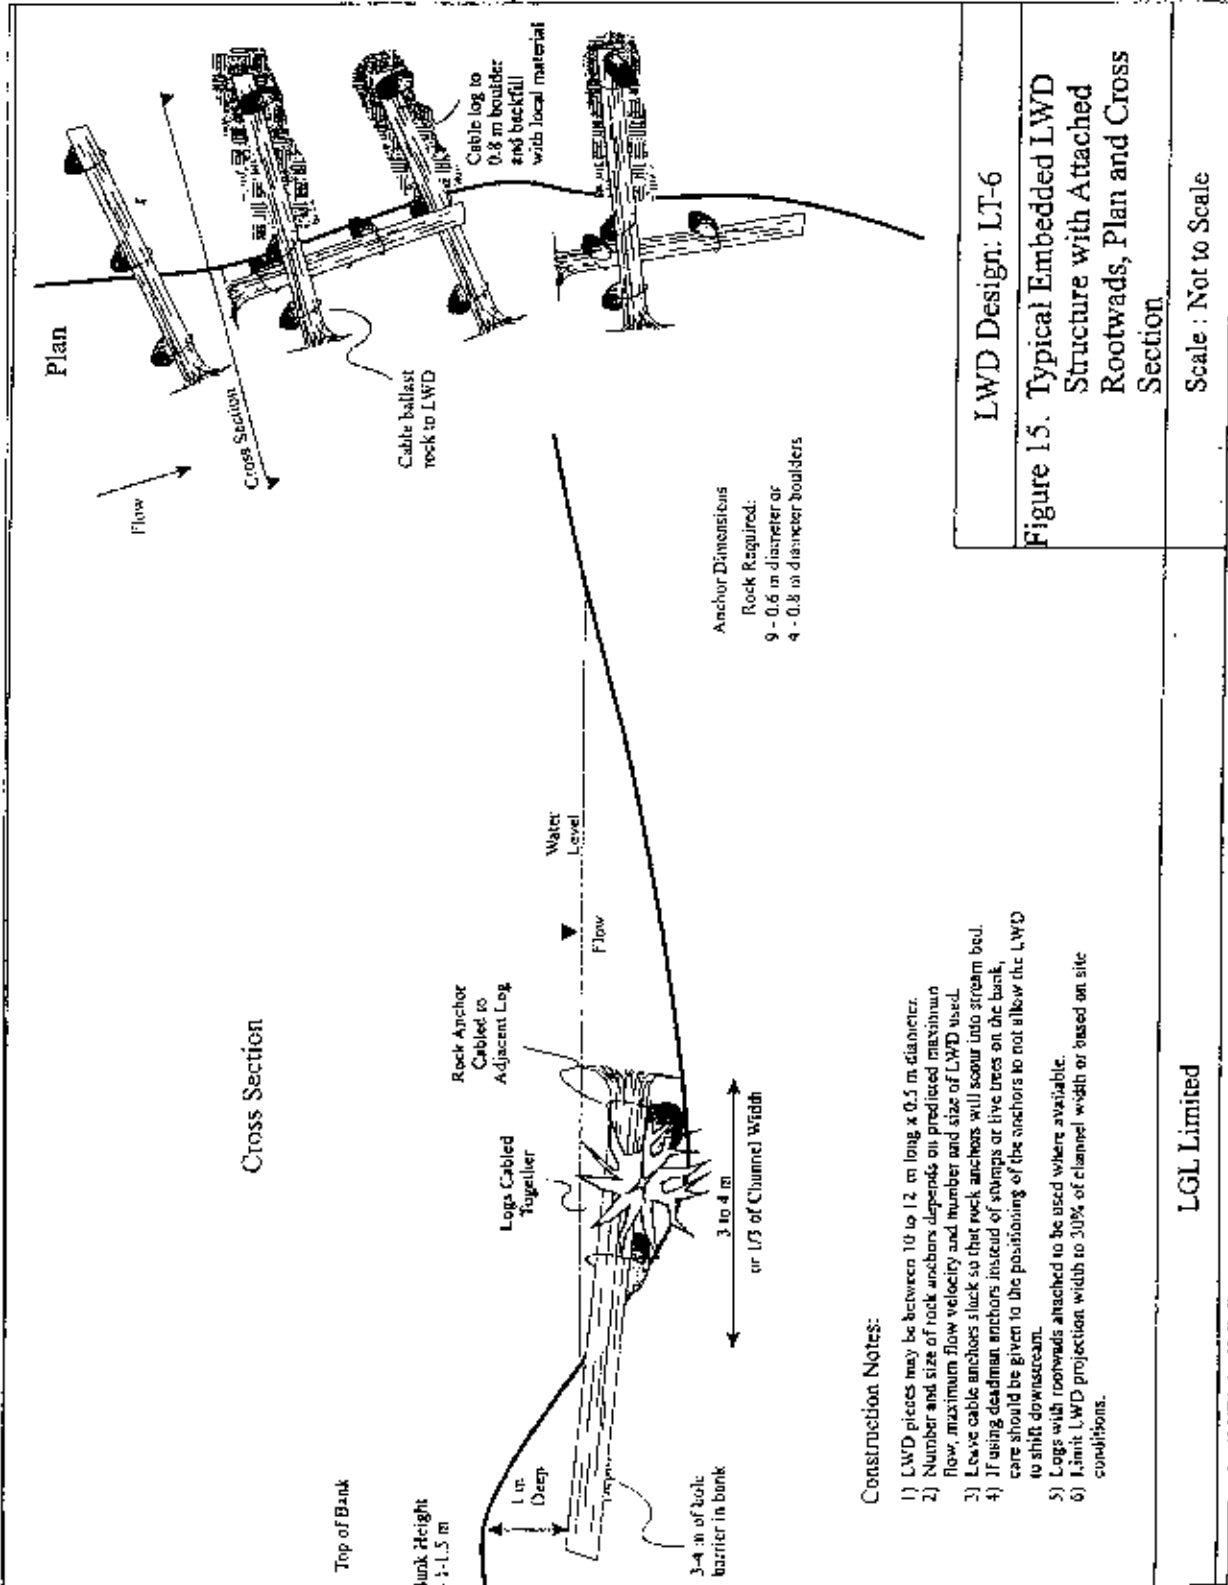 Plan
Flow
Cross Section
Cable ballast
rock to LWD
Cable log to
0.8 m boulder
and backfill
with local material
Cross Section
Top of Bank
Bank Height
1-1.5 m
1 m
Deep
3-4 m of bole
barrier in bank
Logs Cabled
Together
Rock Anchor
Cabled to
Adjacent Log
Water
Level
Flow
3 to 4 m
or 1/3 of Channel Width
Anchor Dimensions
Rock Required:
9 - 0.6 m diameter or
4 - 0.8 m diameter boulders
Construction Notes:
1) LWD pieces may be between 10 to 12 m long x 0.5 m diameter.
2) Number and size of rock anchors depends on predicted maximum
flow, maximum flow velocity and number and size of LWD used.
3) Leave cable anchors slack so that rock anchors will scour into stream bed.
4) If using deadman anchors instead of stumps or live trees on the bank,
care should be given to the positioning of the anchors to not allow the LWD
to shift downstream.
5) Logs with rootwads attached to be used where available.
6) Limit LWD projection width to 30% of channel width or based on site
conditions.
LWD Design: LT-6
Figure 15. Typical Embedded LWD
Structure with Attached
Rootwads, Plan and Cross
Section
LGL Limited
Scale : Not to Scale